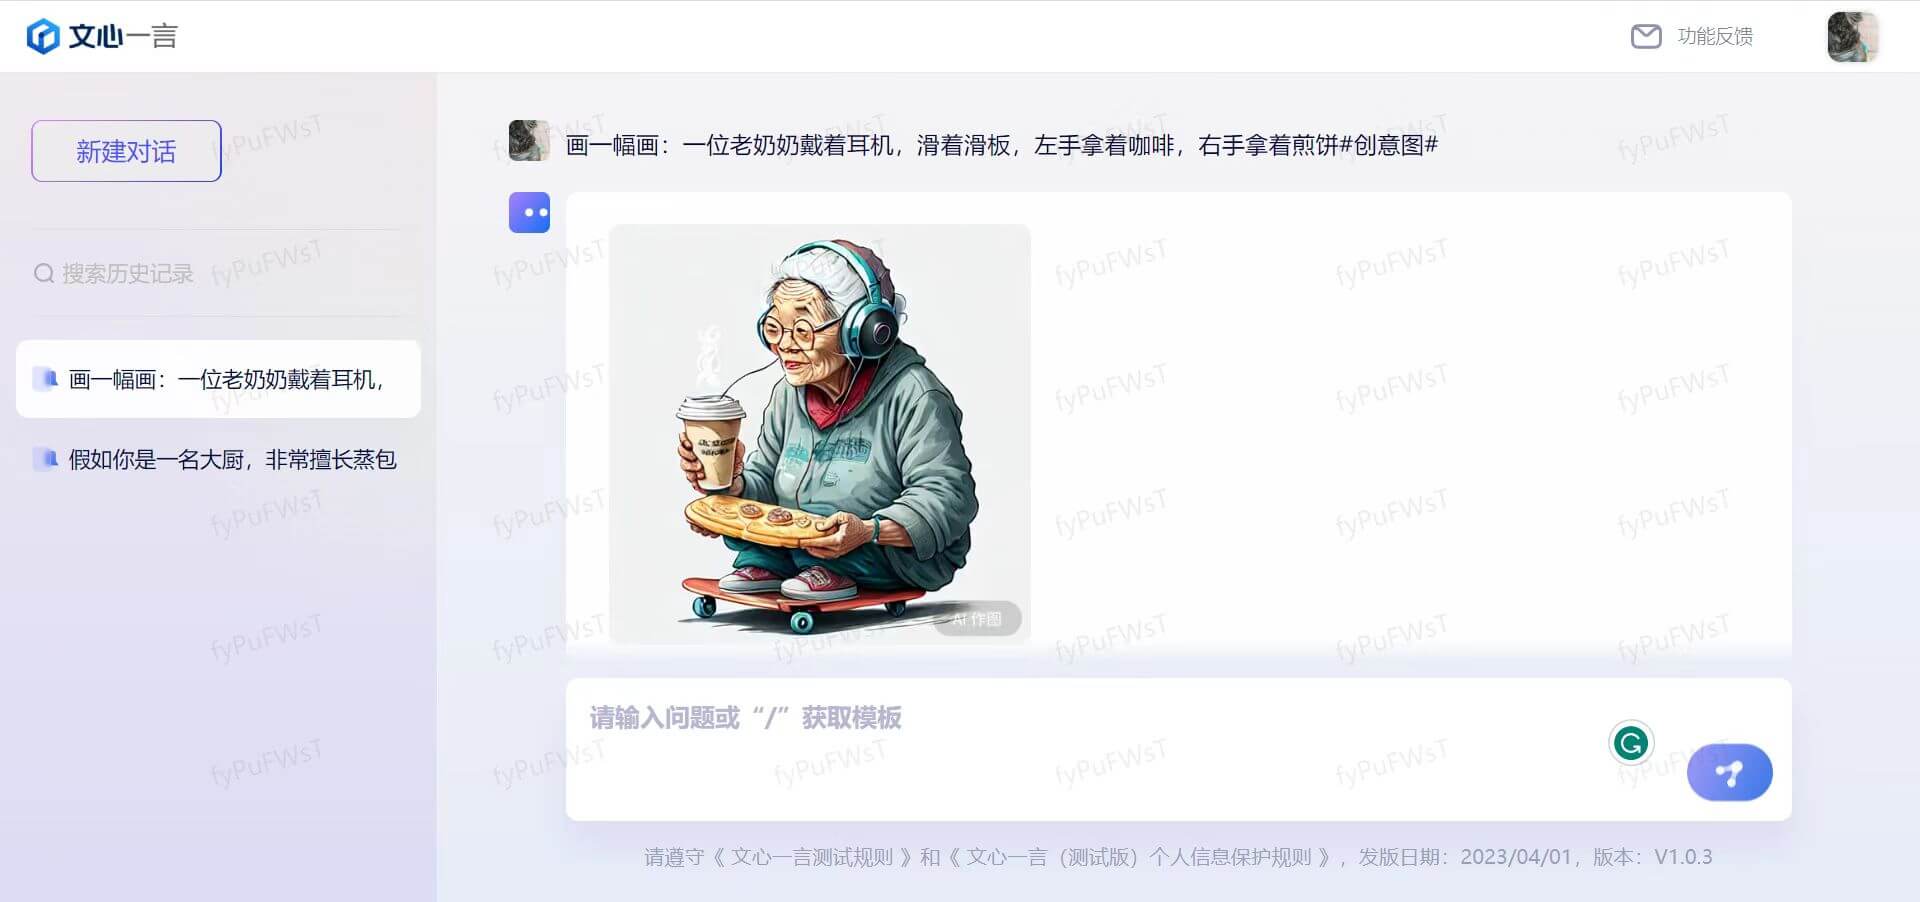 文心一言
功能反馈
新建对话
搜索历史记录
画一幅画：一位老奶奶戴着耳机，
假如你是一名大厨，非常擅长蒸包
画一幅画：一位老奶奶戴着耳机，滑着滑板，左手拿着咖啡，右手拿着煎饼#创意图#
AI 作图
请输入问题或“/”获取模板
请遵守《 文心一言测试规则 》和《 文心一言（测试版）个人信息保护规则 》，发版日期：2023/04/01，版本：V1.0.3
fyPuFWsT